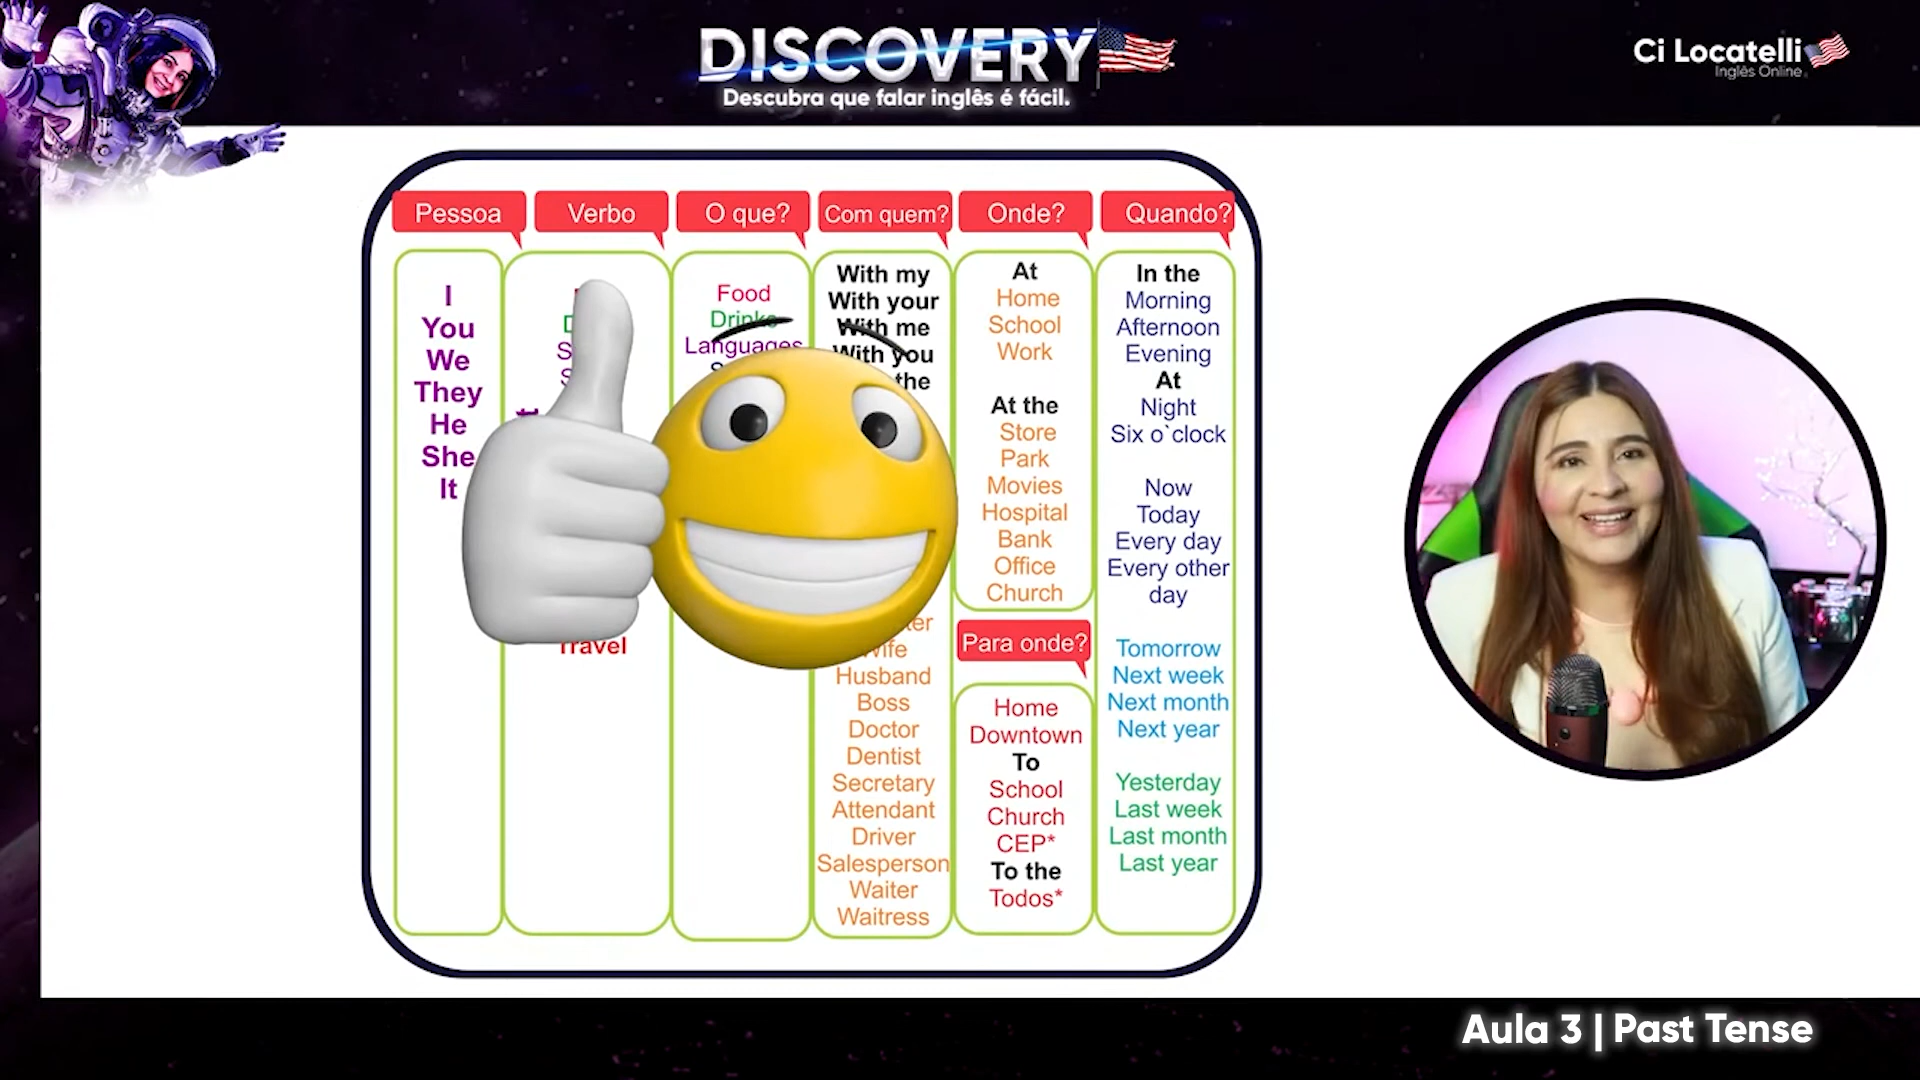 DISCOVERY
Descubra que falar inglês é fácil.
Ci Locatelli
Inglês Online
Pessoa
Verbo
O que?
Com quem?
Onde?
Quando?
I
You
We
They
He
She
It
Travel
Food
Drinks
Languages
With my
With your
With me
With you
the
Wife
Husband
Boss
Doctor
Dentist
Secretary
Attendant
Driver
Salesperson
Waiter
Waitress
At
Home
School
Work
At the
Store
Park
Movies
Hospital
Bank
Office
Church
Para onde?
Home
Downtown
To
School
Church
CEP*
To the
Todos*
In the
Morning
Afternoon
Evening
At
Night
Six o`clock
Now
Today
Every day
Every other
day
Tomorrow
Next week
Next month
Next year
Yesterday
Last week
Last month
Last year
Aula 3 | Past Tense